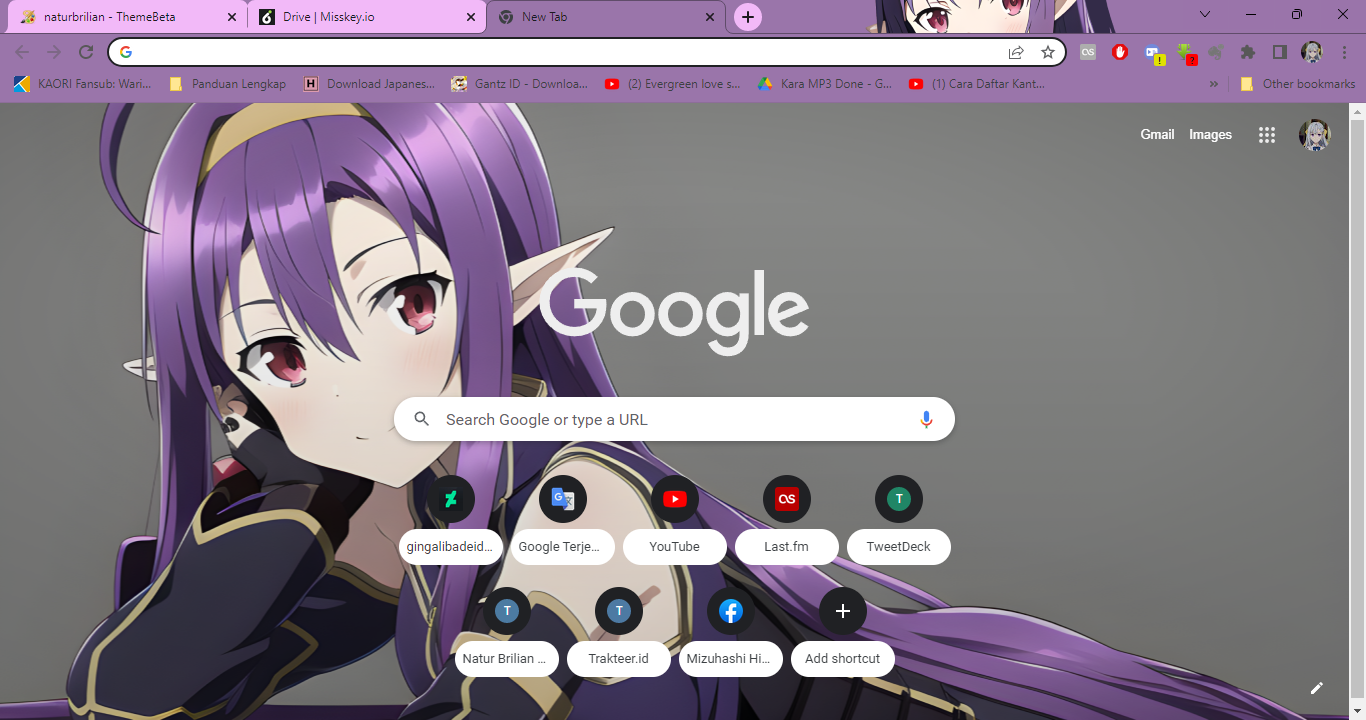 naturbrilian - ThemeBeta
Drive | Misskey.io
New Tab
KAORI Fansub: Wari...
Panduan Lengkap
H
Download Japanes...
Gantz ID - Downloa...
(2) Evergreen love s...
Kara MP3 Done - G...
(1) Cara Daftar Kant...
»
Other bookmarks
Gmail
Images
Google
Search Google or type a URL
T
gingalibadeid...
Google Terje...
YouTube
Last.fm
TweetDeck
T
T
Natur Brilian ...
Trakteer.id
Mizuhashi Hi...
Add shortcut